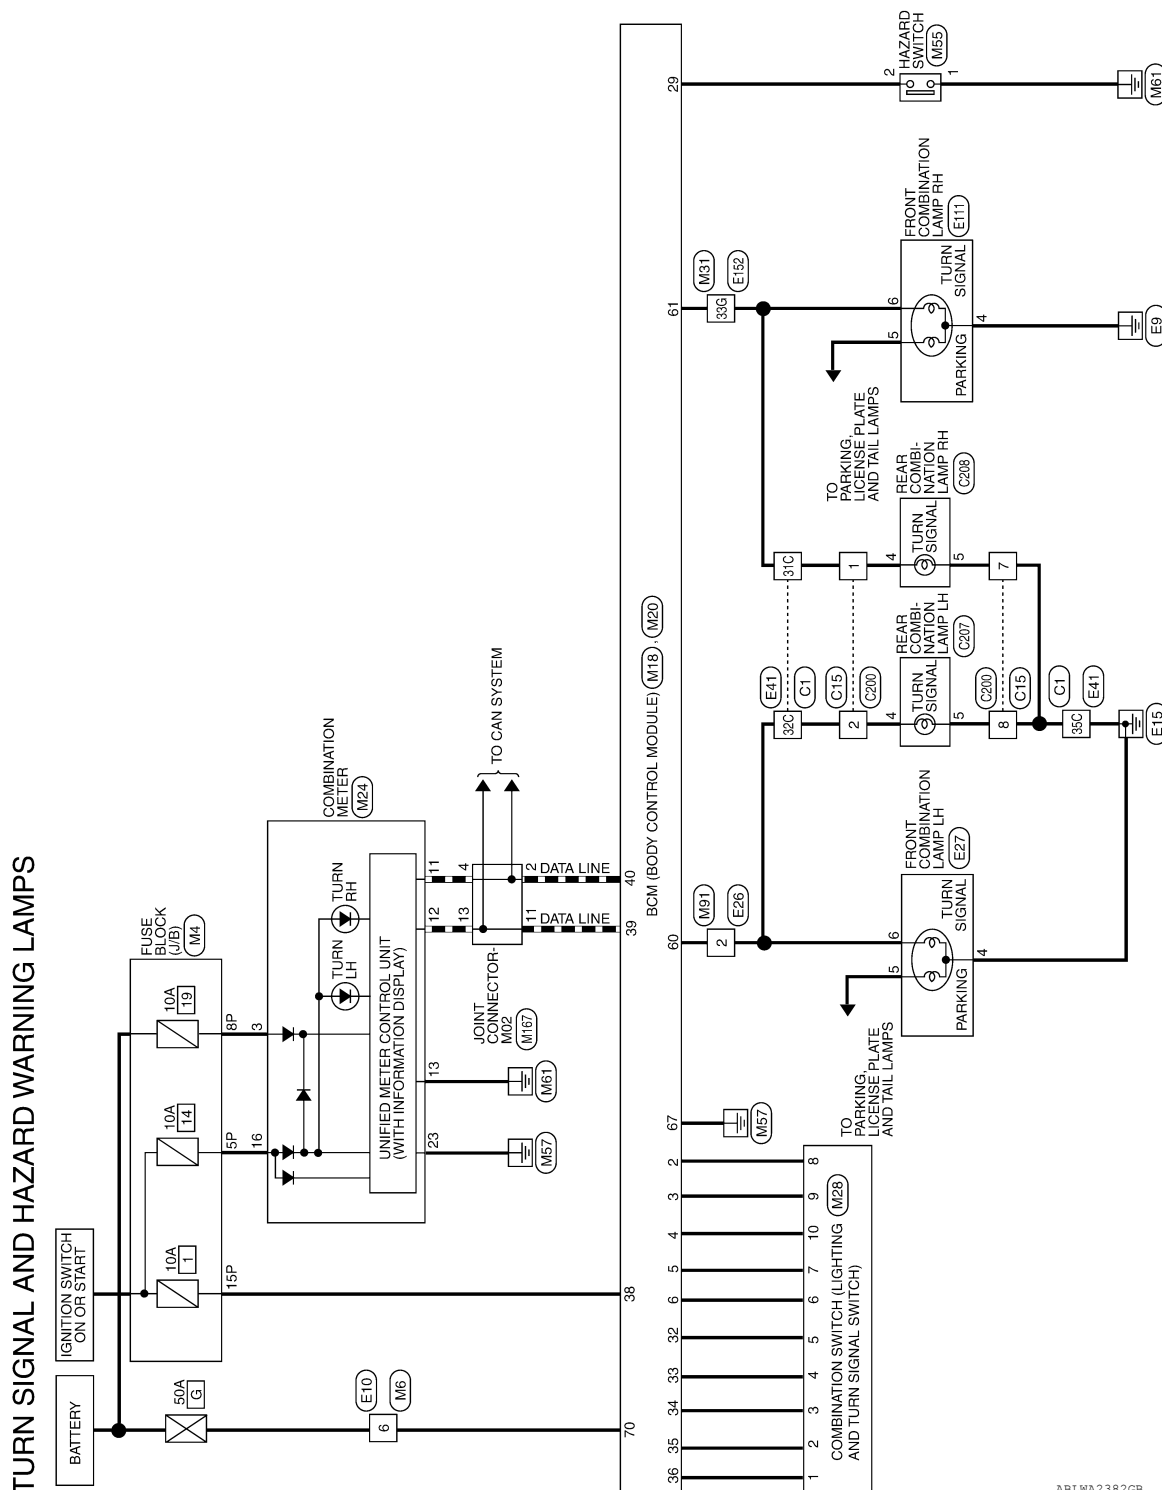 TURN SIGNAL AND HAZARD WARNING LAMPS
BATTERY
IGNITION SWITCH
ON OR START
50A
G
10A
1
10A
14
10A
19
FUSE
BLOCK
(J/B)
M4
15P
5P
8P
E10
M6
6
16
3
COMBINATION
METER
M24
TURN
LH
TURN
RH
UNIFIED METER CONTROL UNIT
(WITH INFORMATION DISPLAY)
23
13
12
11
M57
M61
13
4
JOINT
CONNECTOR-
M02
M167
11
2
DATA LINE
DATA LINE
TO CAN SYSTEM
70
38
39
40
BCM (BODY CONTROL MODULE) M18 , M20
36
35
34
33
32
6
5
4
3
2
67
60
61
29
1
2
3
4
5
6
7
10
9
8
COMBINATION SWITCH (LIGHTING
AND TURN SIGNAL SWITCH)
M28
M57
M91
E26
2
TO
PARKING,
LICENSE PLATE
AND TAIL LAMPS
5
6
PARKING
TURN
SIGNAL
FRONT
COMBINATION
LAMP LH
E27
4
E41
C1
32C
C15
C200
2
4
TURN
SIGNAL
REAR
COMBI-
NATION
LAMP LH
C207
5
C200
C15
8
C1
E41
35C
E15
31C
1
4
TURN
SIGNAL
REAR
COMBI-
NATION
LAMP RH
C208
5
7
M31
E152
33G
TO
PARKING,
LICENSE PLATE
AND TAIL LAMPS
5
6
PARKING
TURN
SIGNAL
FRONT
COMBINATION
LAMP RH
E111
4
E9
HAZARD
SWITCH
M55
2
1
M61
ABLWA2382GB